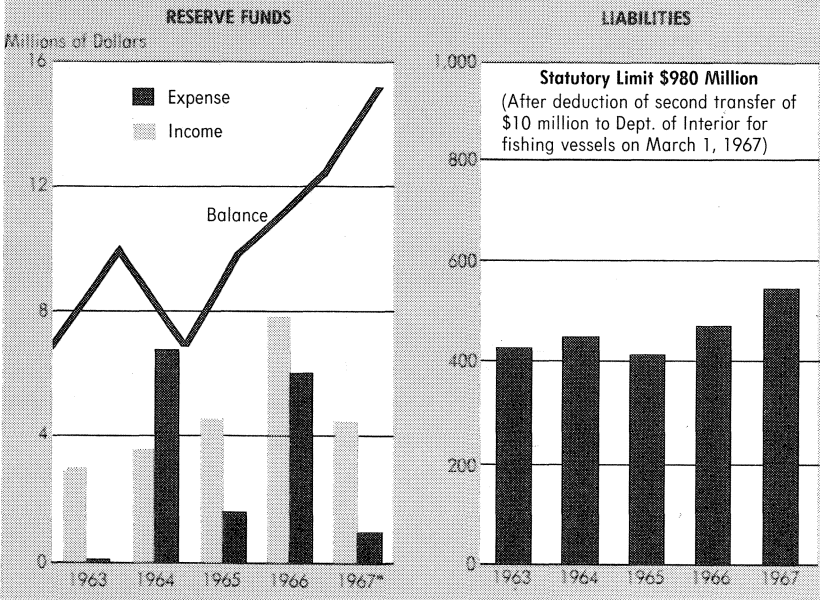 RESERVE FUNDS
Millions of Dollars
16
12
8
4
0
Expense
Income
Balance
1963 1964 1965 1966 1967*
LIABILITIES
1,000
800
600
400
200
0
Statutory Limit $980 Million
(After deduction of second transfer of
$10 million to Dept. of Interior for
fishing vessels on March 1, 1967)
1963 1964 1965 1966 1967